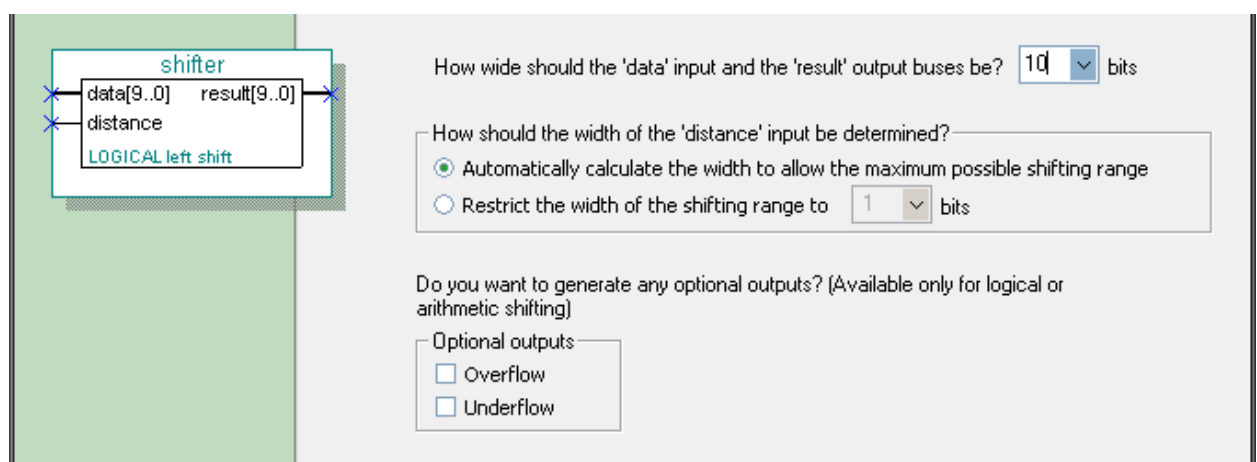 shifter
data[9..0] result[9..0]
distance
LOGICAL left shift
How wide should the 'data' input and the 'result' output buses be? 10 bits
How should the width of the 'distance' input be determined?
Automatically calculate the width to allow the maximum possible shifting range
Restrict the width of the shifting range to 1 bits
Do you want to generate any optional outputs? (Available only for logical or
arithmetic shifting)
Optional outputs
Overflow
Underflow